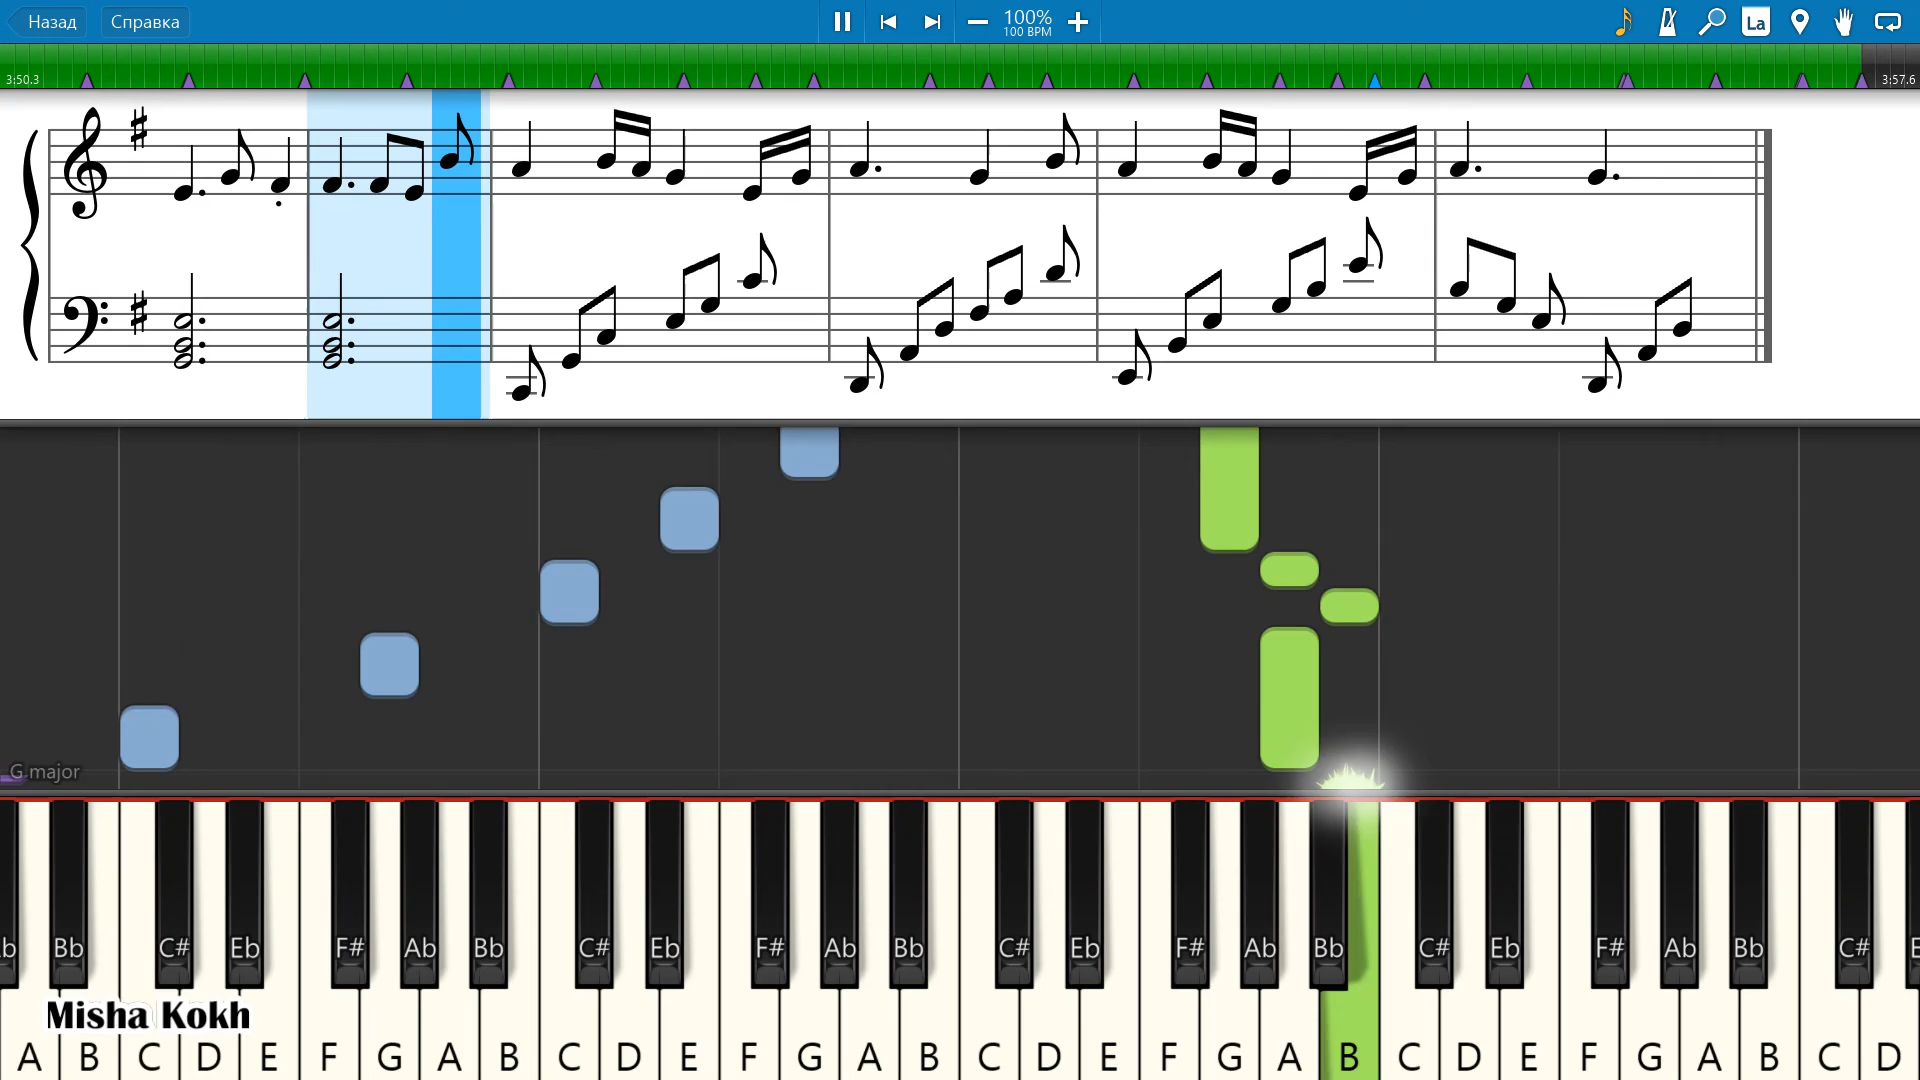 Назад Справка 100% La
100 BPM
3:50.3 3:57.6
G major
b Bb C# Eb F# Ab Bb C# Eb F# Ab Bb C# Eb F# Ab Bb C# Eb F# Ab Bb C# E
Misha Kokh
A B C D E F G A B C D E F G A B C D E F G A B C D E F G A B C D